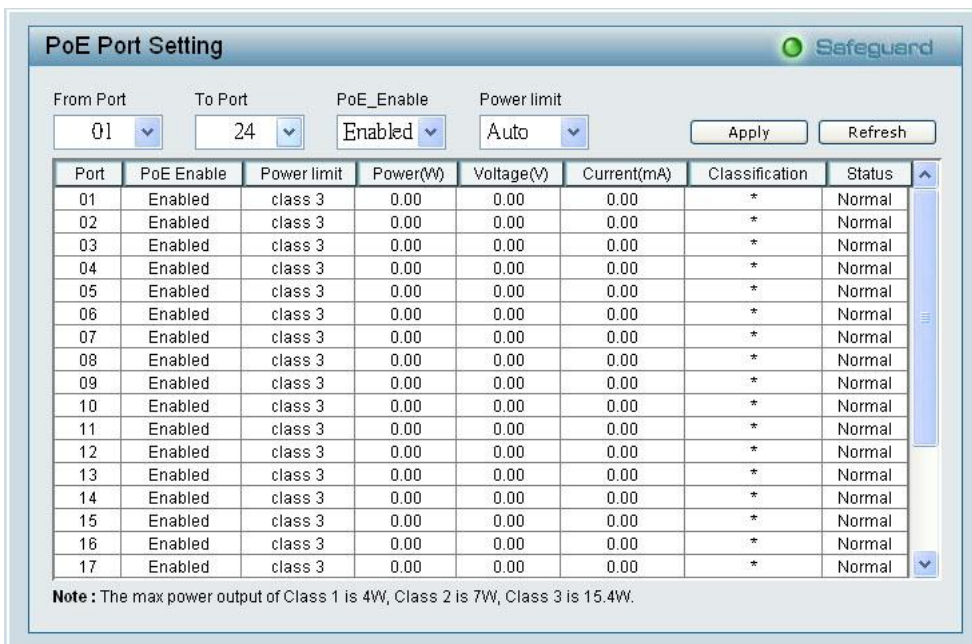 PoE Port Setting Safeguard
From Port To Port PoE_Enable Power limit
01 24 Enabled Auto Apply Refresh
Port PoE Enable Power limit Power(W) Voltage(V) Current(mA) Classification Status
01 Enabled class 3 0.00 0.00 0.00 * Normal
02 Enabled class 3 0.00 0.00 0.00 * Normal
03 Enabled class 3 0.00 0.00 0.00 * Normal
04 Enabled class 3 0.00 0.00 0.00 * Normal
05 Enabled class 3 0.00 0.00 0.00 * Normal
06 Enabled class 3 0.00 0.00 0.00 * Normal
07 Enabled class 3 0.00 0.00 0.00 * Normal
08 Enabled class 3 0.00 0.00 0.00 * Normal
09 Enabled class 3 0.00 0.00 0.00 * Normal
10 Enabled class 3 0.00 0.00 0.00 * Normal
11 Enabled class 3 0.00 0.00 0.00 * Normal
12 Enabled class 3 0.00 0.00 0.00 * Normal
13 Enabled class 3 0.00 0.00 0.00 * Normal
14 Enabled class 3 0.00 0.00 0.00 * Normal
15 Enabled class 3 0.00 0.00 0.00 * Normal
16 Enabled class 3 0.00 0.00 0.00 * Normal
17 Enabled class 3 0.00 0.00 0.00 * Normal
Note : The max power output of Class 1 is 4W, Class 2 is 7W, Class 3 is 15.4W.